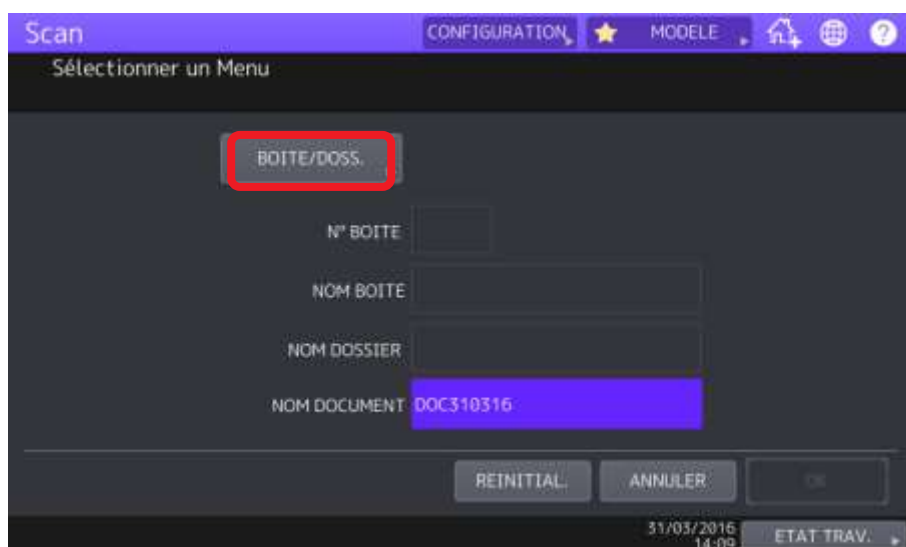 Scan CONFIGURATION MODELE ?
Sélectionner un Menu
BOITE/DOSS.
N° BOITE
NOM BOITE
NOM DOSSIER
NOM DOCUMENT DOC310316
REINITIAL. ANNULER OK
31/03/2016
14:09 ETAT TRAV.